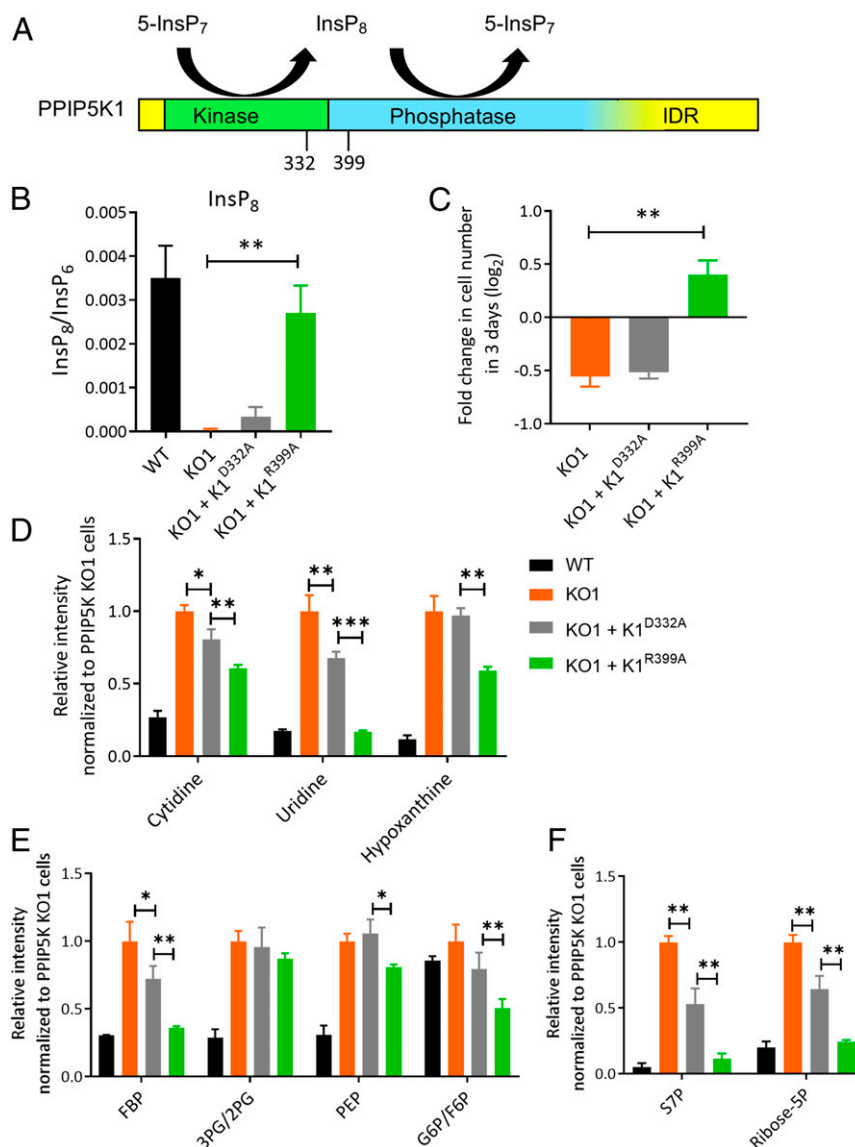 A
5-InsP₇ InsP₈ 5-InsP₇
PPIP5K1 Kinase Phosphatase IDR
332 399
B
InsP₈
**
InsP₈/InsP₆
0.005
0.004
0.003
0.002
0.001
0.000
WT
KO1
KO1 + K1ᴰ³³²ᴬ
KO1 + K1ᴿ³⁹⁹ᴬ
C
**
Fold change in cell number
in 3 days (log₂)
1.0
0.5
0.0
-0.5
-1.0
KO1
KO1 + K1ᴰ³³²ᴬ
KO1 + K1ᴿ³⁹⁹ᴬ
D
Relative intensity
normalized to PPIP5K KO1 cells
1.5
1.0
0.5
0.0
* ** ** *** **
Cytidine Uridine Hypoxanthine
WT
KO1
KO1 + K1ᴰ³³²ᴬ
KO1 + K1ᴿ³⁹⁹ᴬ
E
Relative intensity
normalized to PPIP5K KO1 cells
1.5
1.0
0.5
0.0
* ** * **
FBP 3PG/2PG PEP G6P/F6P
F
Relative intensity
normalized to PPIP5K KO1 cells
1.5
1.0
0.5
0.0
** ** ** **
S7P Ribose-5P